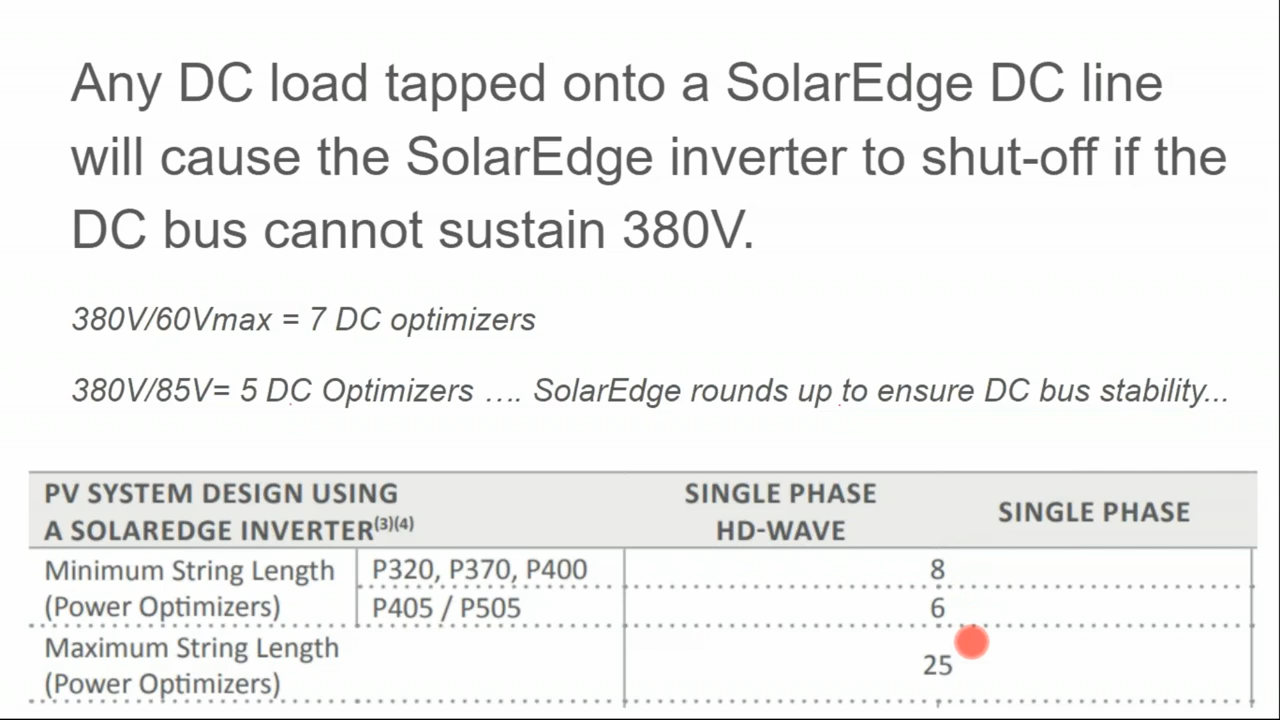 Any DC load tapped onto a SolarEdge DC line
will cause the SolarEdge inverter to shut-off if the
DC bus cannot sustain 380V.
380V/60Vmax = 7 DC optimizers
380V/85V= 5 DC Optimizers …. SolarEdge rounds up to ensure DC bus stability...
PV SYSTEM DESIGN USING
A SOLAREDGE INVERTER(3)(4)
SINGLE PHASE
HD-WAVE
SINGLE PHASE
Minimum String Length
(Power Optimizers)
P320, P370, P400
8
P405 / P505
6
Maximum String Length
(Power Optimizers)
25